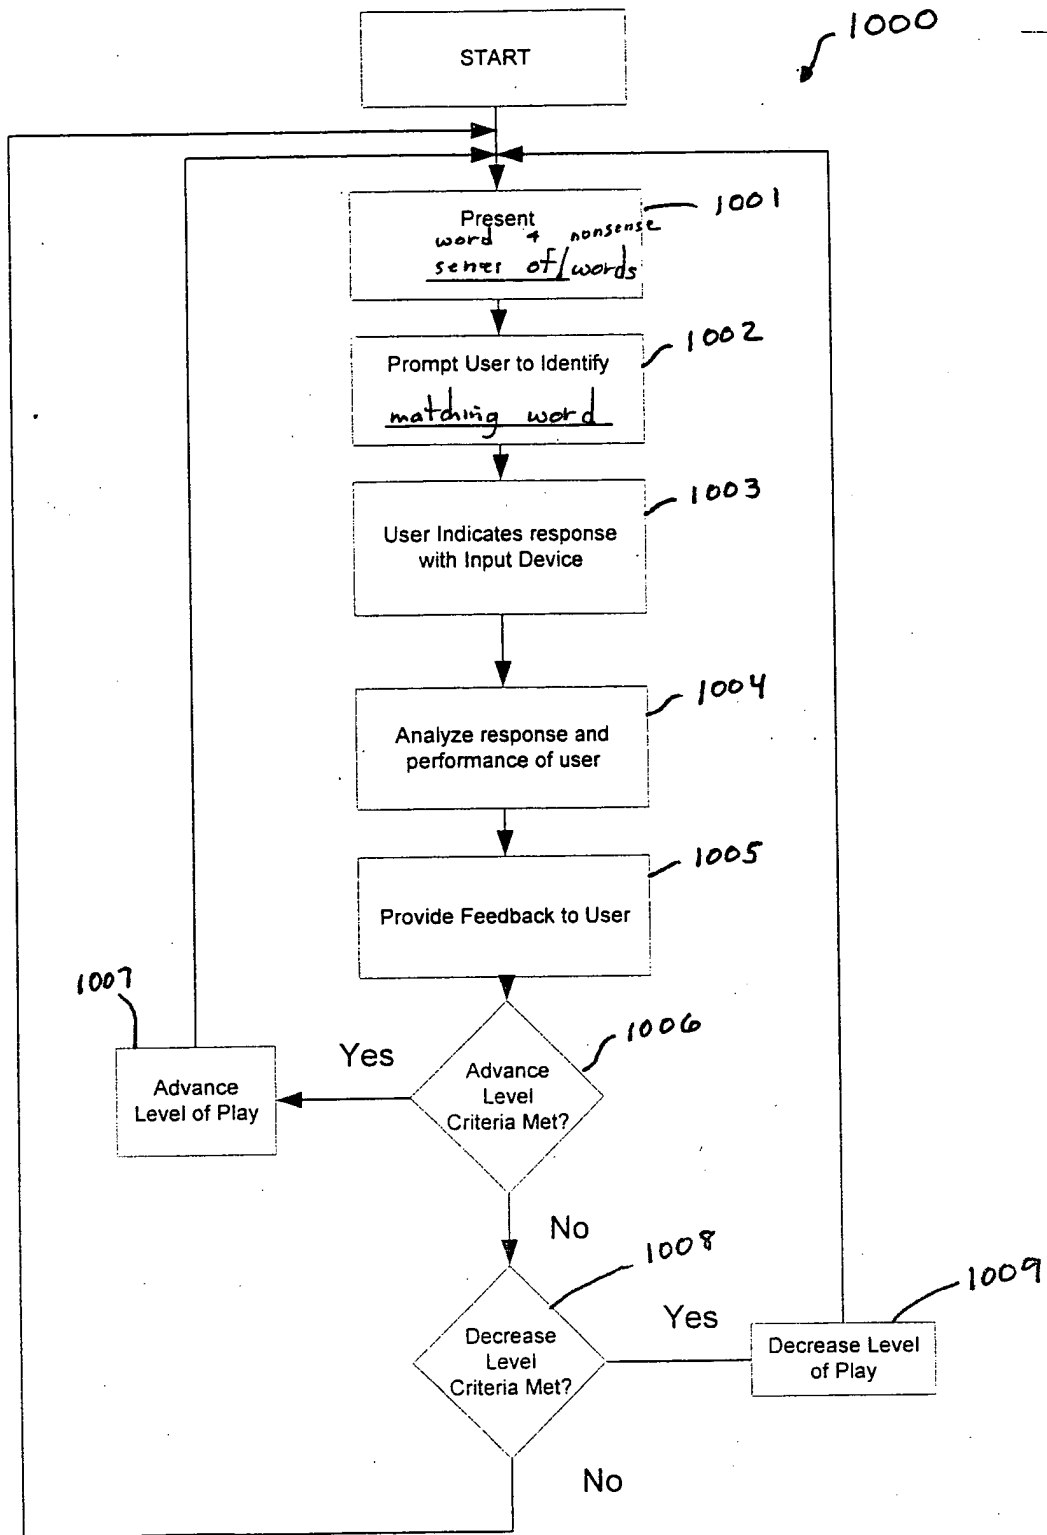 1000
START
Present
1001
word + nonsense
series of/words
1002
Prompt User to Identify
matching word
1003
User Indicates response
with Input Device
1004
Analyze response and
performance of user
1005
Provide Feedback to User
1007
1006
Yes
Advance
Level of Play
Advance
Level
Criteria Met?
No
1008
1009
Yes
Decrease
Level
Criteria Met?
Decrease Level
of Play
No